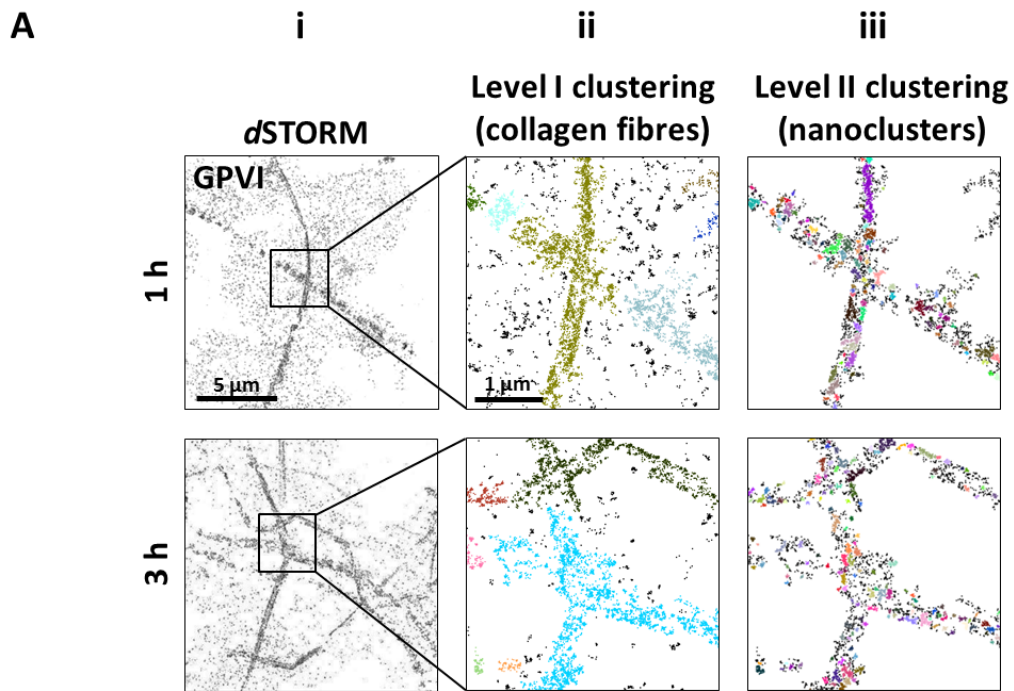 A
i
ii
iii
dSTORM
Level I clustering
(collagen fibres)
Level II clustering
(nanoclusters)
GPVI
1 h
5 µm
1 µm
3 h